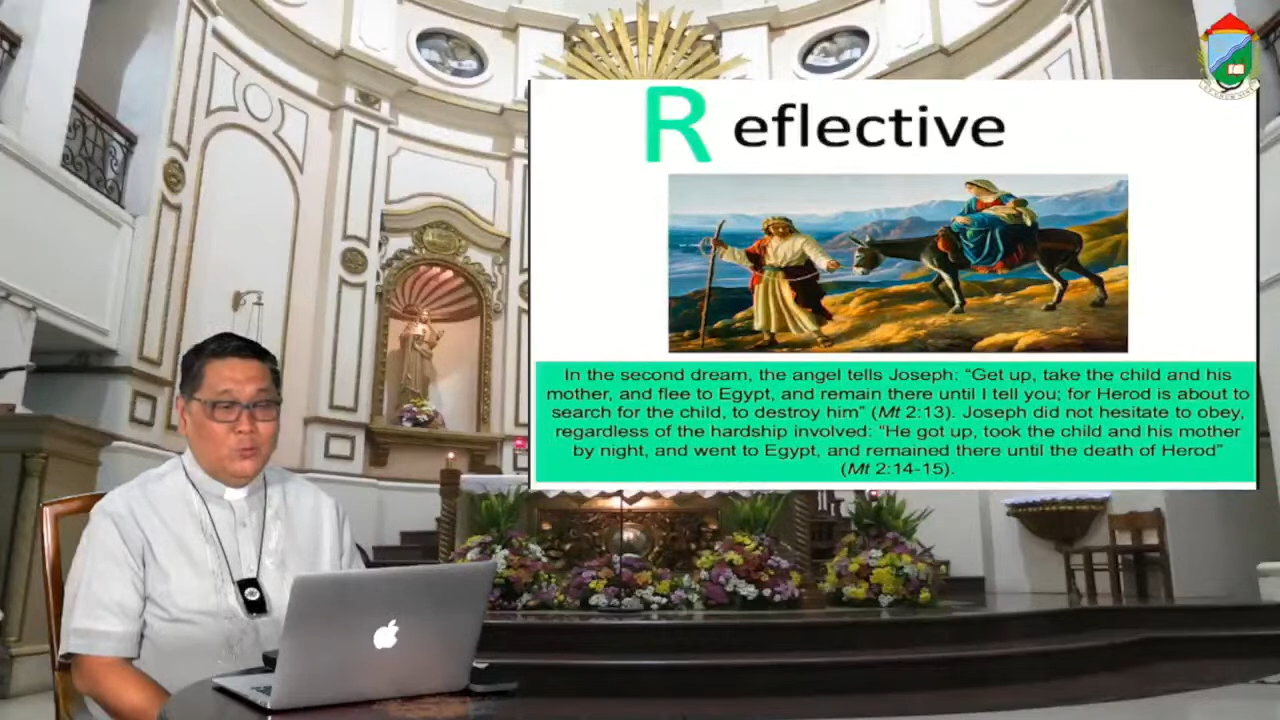 R eflective
In the second dream, the angel tells Joseph: “Get up, take the child and his
mother, and flee to Egypt, and remain there until I tell you; for Herod is about to
search for the child, to destroy him” (Mt 2:13). Joseph did not hesitate to obey,
regardless of the hardship involved: “He got up, took the child and his mother
by night, and went to Egypt, and remained there until the death of Herod”
(Mt 2:14-15).